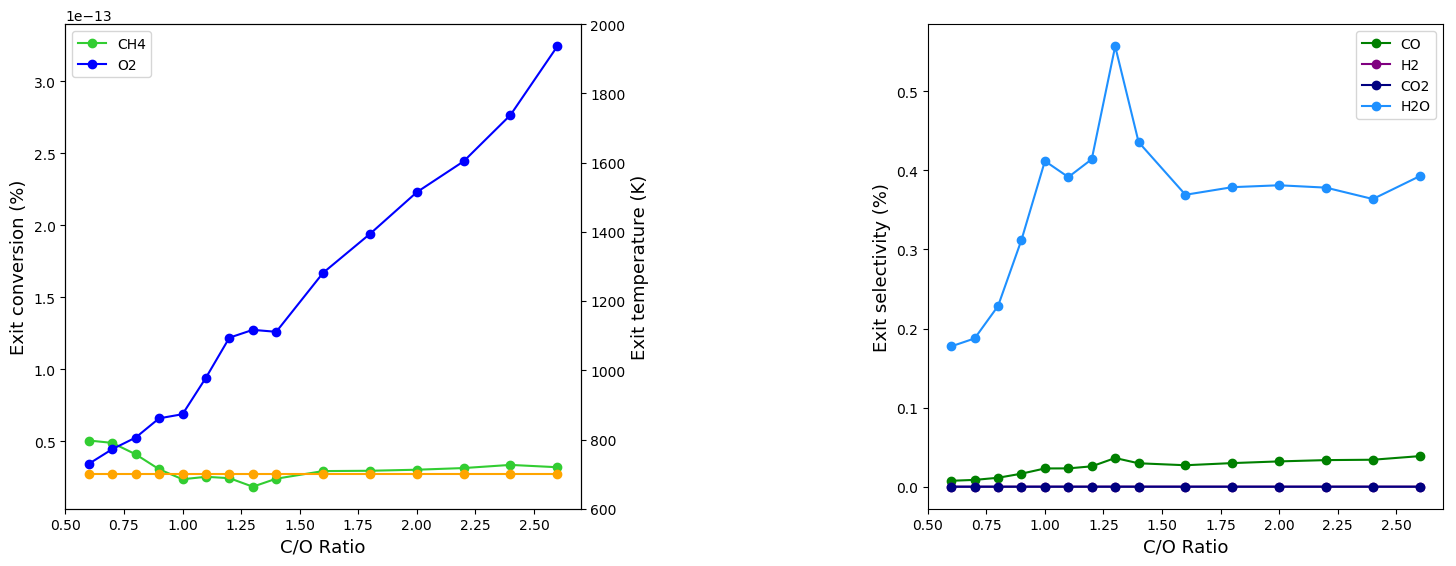 1e−13
CH4
O2
3.0
2.5
2.0
1.5
1.0
0.5
Exit conversion (%)
2000
1800
1600
1400
1200
1000
800
600
Exit temperature (K)
0.50 0.75 1.00 1.25 1.50 1.75 2.00 2.25 2.50
C/O Ratio
CO
H2
CO2
H2O
0.5
0.4
0.3
0.2
0.1
0.0
Exit selectivity (%)
0.50 0.75 1.00 1.25 1.50 1.75 2.00 2.25 2.50
C/O Ratio